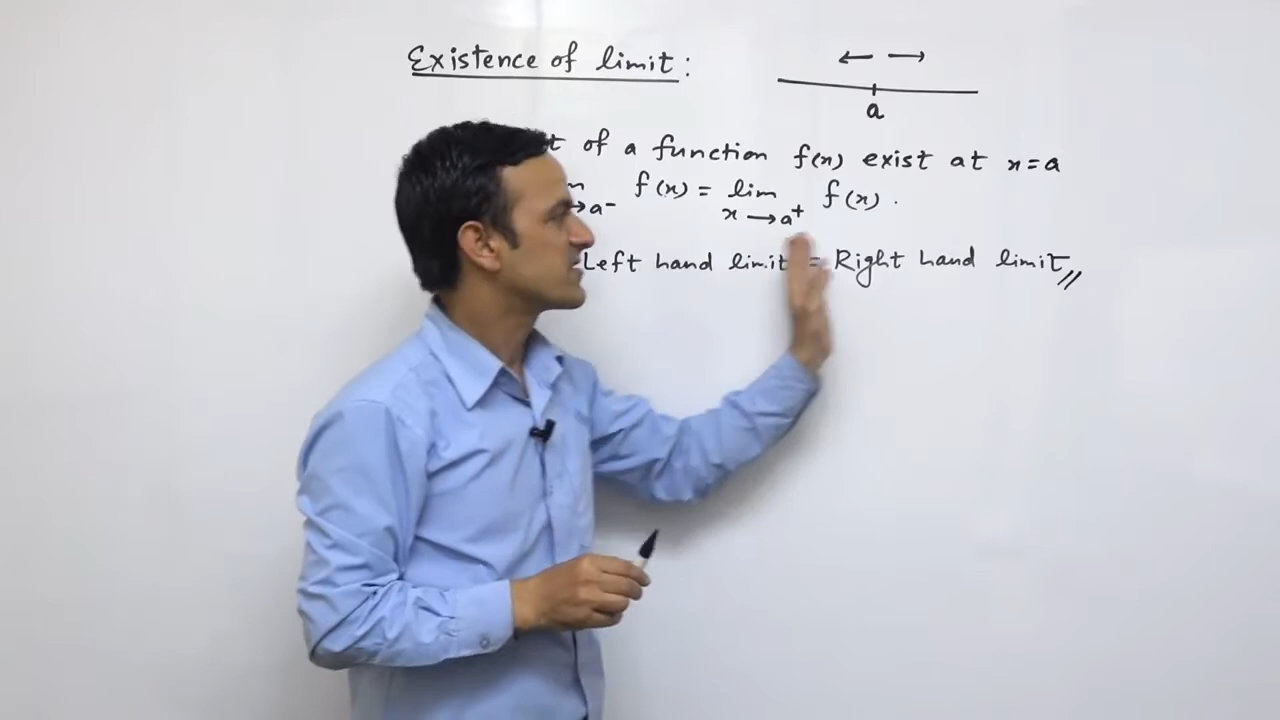 Existence of limit :
← →
a
of a function f(x) exist at x = a
→a⁻ f(x) = lim x→a⁺ f(x) .
Left hand limit = Right hand limit //